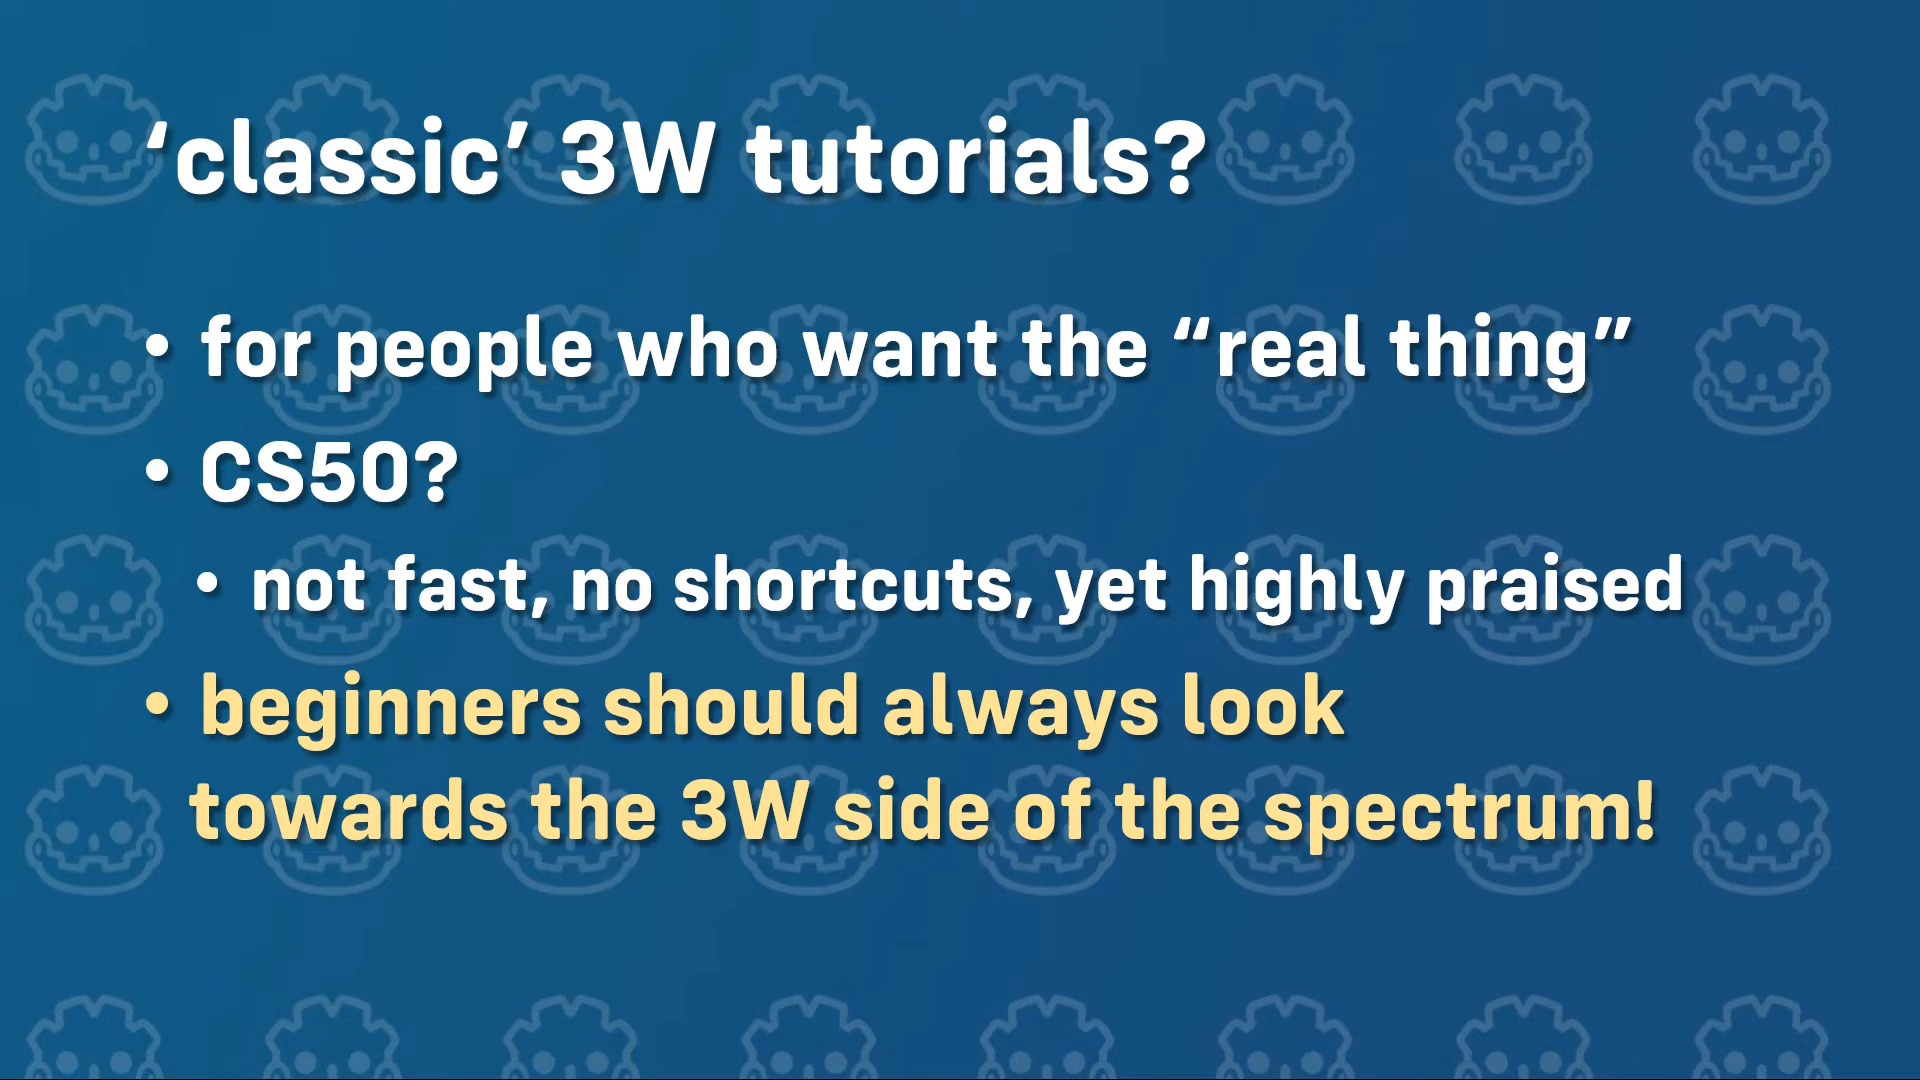 ‘classic’ 3W tutorials?
• for people who want the “real thing”
• CS50?
• not fast, no shortcuts, yet highly praised
• beginners should always look
towards the 3W side of the spectrum!